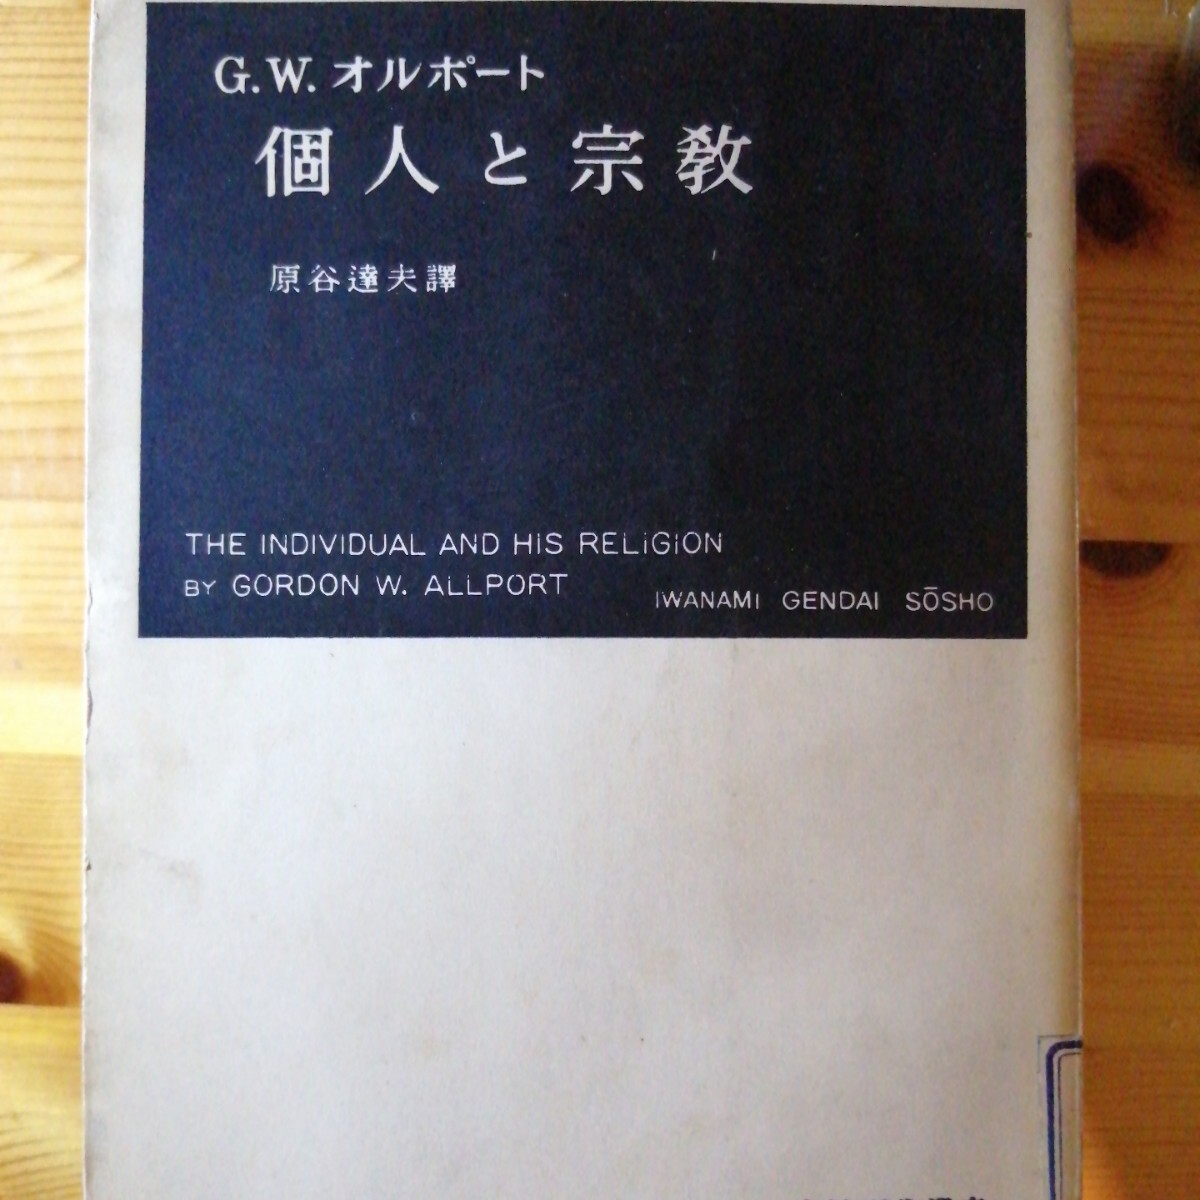 G.W.オルポート
個人と宗教
原谷達夫譯
THE INDIVIDUAL AND HiS RELiGiON
BY GORDON W. ALLPORT
IWANAMI GENDAI SŌSHO